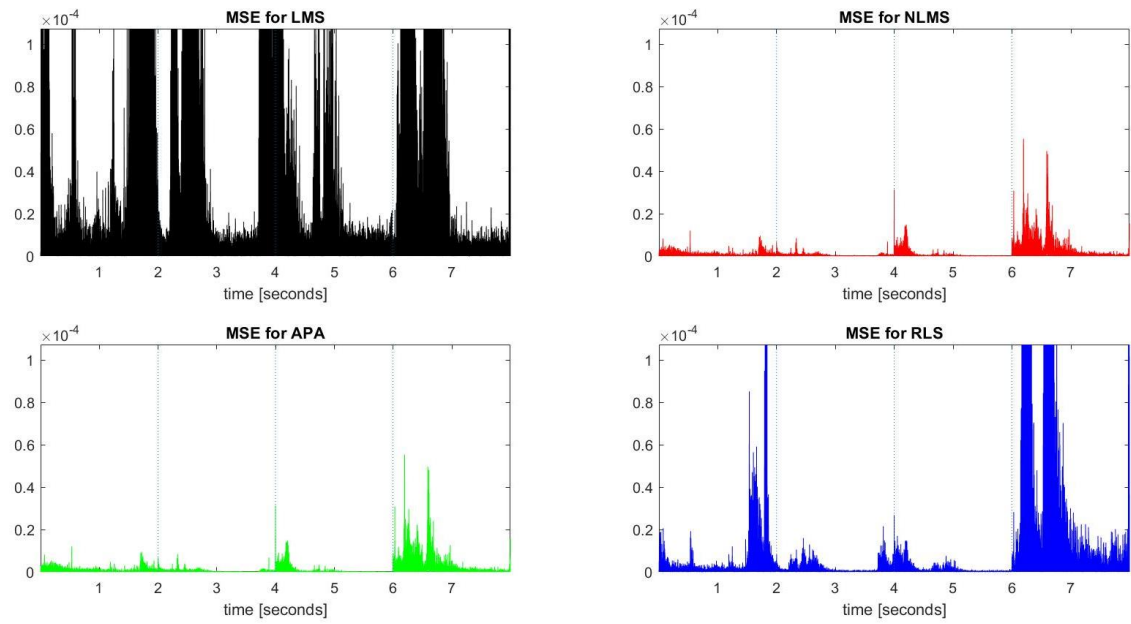 MSE for LMS
×10⁻⁴
1
0.8
0.6
0.4
0.2
0
1 2 3 4 5 6 7
time [seconds]
MSE for NLMS
×10⁻⁴
1
0.8
0.6
0.4
0.2
0
1 2 3 4 5 6 7
time [seconds]
MSE for APA
×10⁻⁴
1
0.8
0.6
0.4
0.2
0
1 2 3 4 5 6 7
time [seconds]
MSE for RLS
×10⁻⁴
1
0.8
0.6
0.4
0.2
0
1 2 3 4 5 6 7
time [seconds]